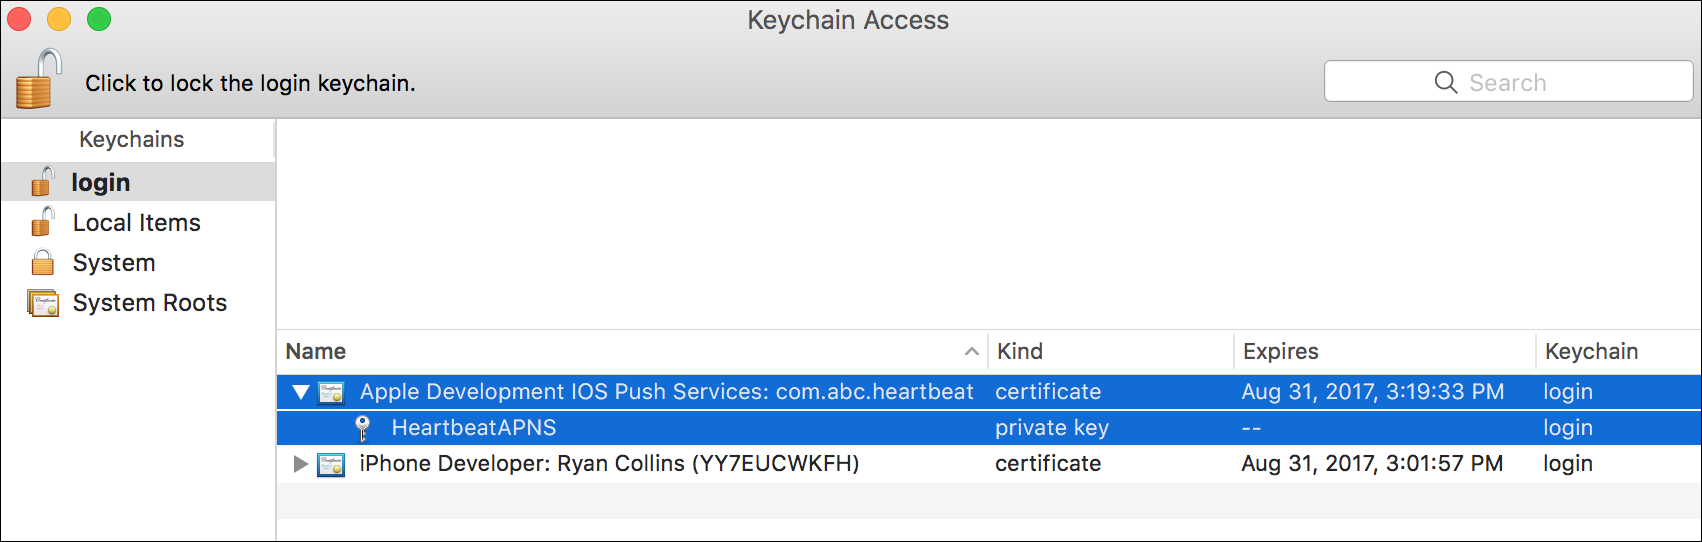 Keychain Access
Click to lock the login keychain.
Search
Keychains
login
Local Items
System
System Roots
Name Kind Expires Keychain
Apple Development IOS Push Services: com.abc.heartbeat certificate Aug 31, 2017, 3:19:33 PM login
HeartbeatAPNS private key -- login
iPhone Developer: Ryan Collins (YY7EUCWKFH) certificate Aug 31, 2017, 3:01:57 PM login